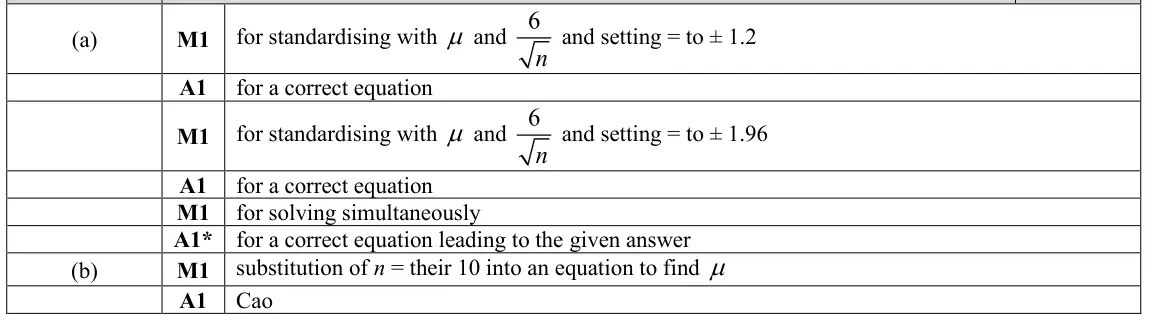 (a) M1 for standardising with μ and 6/√n and setting = to ± 1.2
A1 for a correct equation
M1 for standardising with μ and 6/√n and setting = to ± 1.96
A1 for a correct equation
M1 for solving simultaneously
A1* for a correct equation leading to the given answer
(b) M1 substitution of n = their 10 into an equation to find μ
A1 Cao